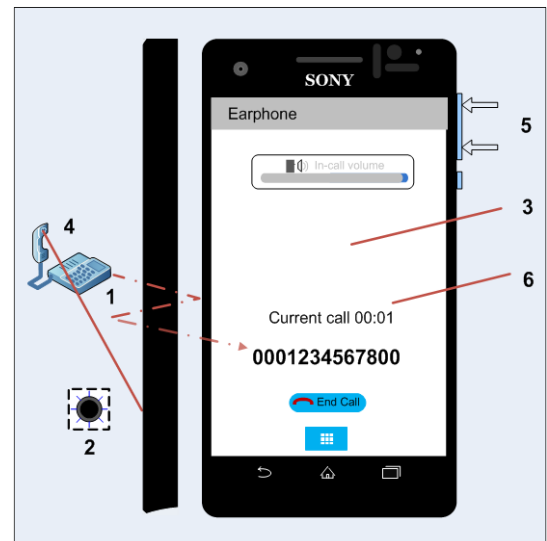 SONY
Earphone
In-call volume
5
4
3
1
6
Current call 00:01
0001234567800
End Call
2